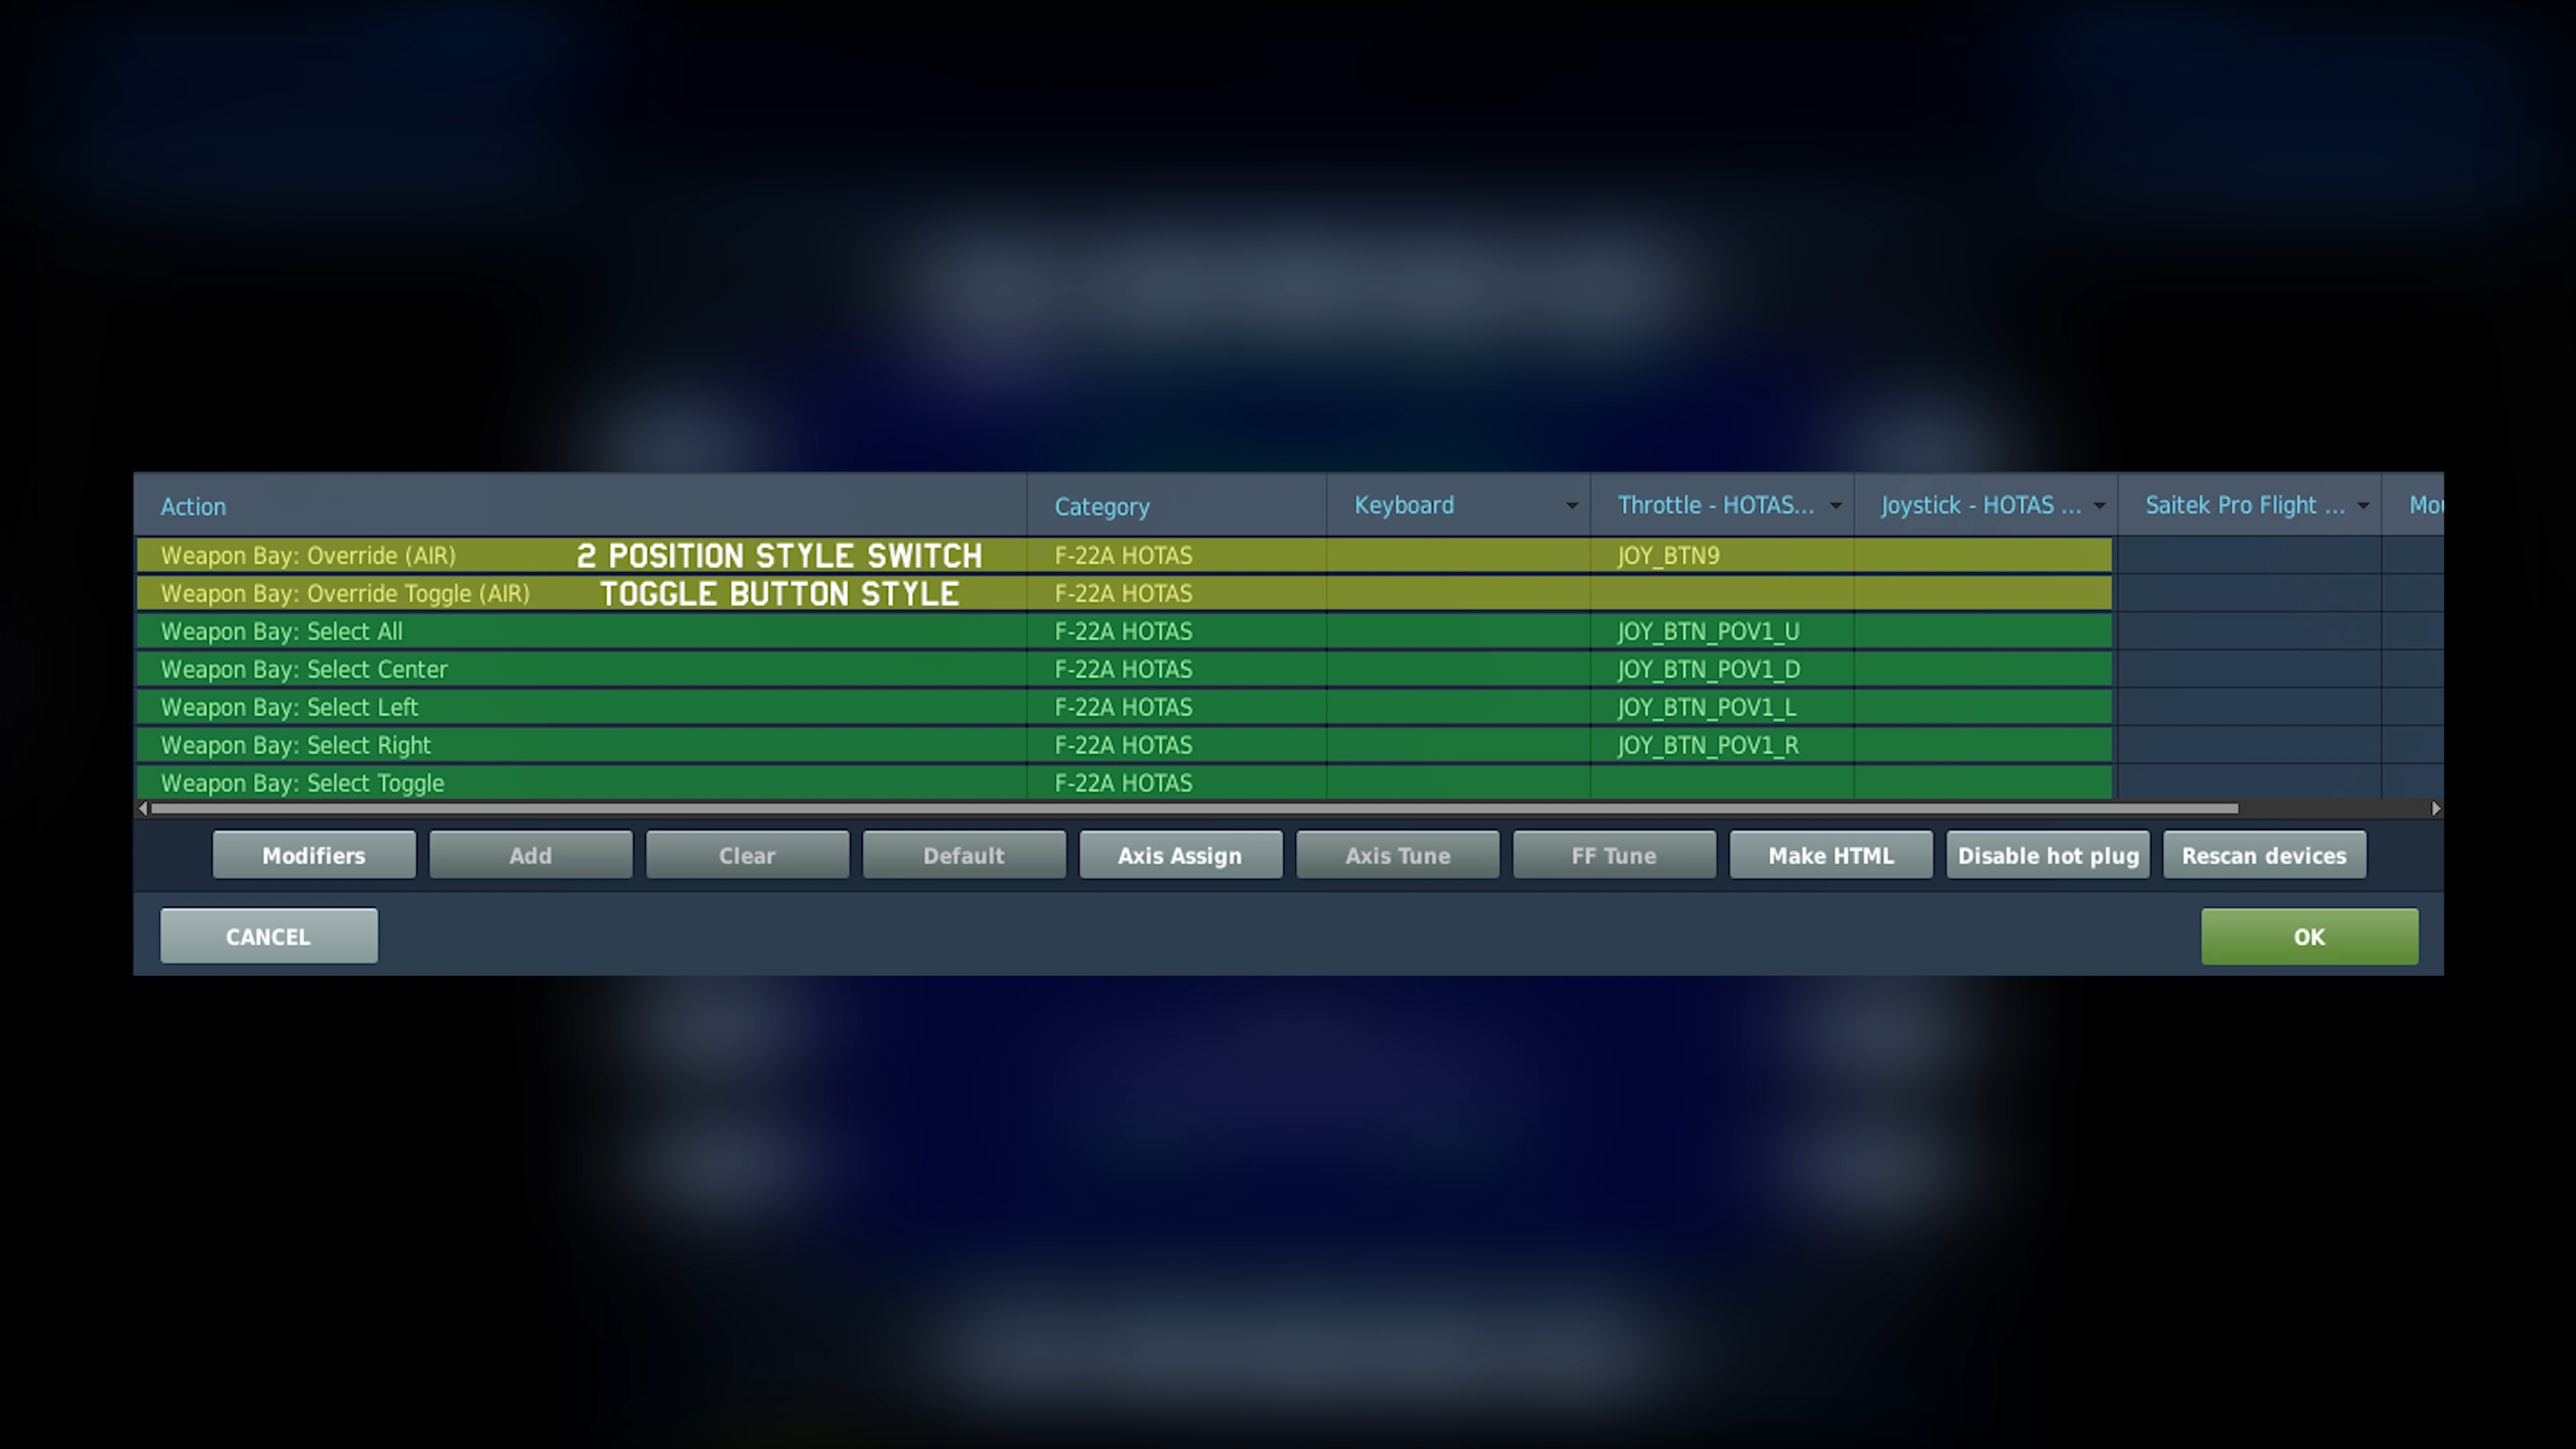 Action Category Keyboard Throttle - HOTAS... Joystick - HOTAS ... Saitek Pro Flight ... Mou
Weapon Bay: Override (AIR) 2 POSITION STYLE SWITCH F-22A HOTAS JOY_BTN9
Weapon Bay: Override Toggle (AIR) TOGGLE BUTTON STYLE F-22A HOTAS
Weapon Bay: Select All F-22A HOTAS JOY_BTN_POV1_U
Weapon Bay: Select Center F-22A HOTAS JOY_BTN_POV1_D
Weapon Bay: Select Left F-22A HOTAS JOY_BTN_POV1_L
Weapon Bay: Select Right F-22A HOTAS JOY_BTN_POV1_R
Weapon Bay: Select Toggle F-22A HOTAS
Modifiers Add Clear Default Axis Assign Axis Tune FF Tune Make HTML Disable hot plug Rescan devices
CANCEL OK